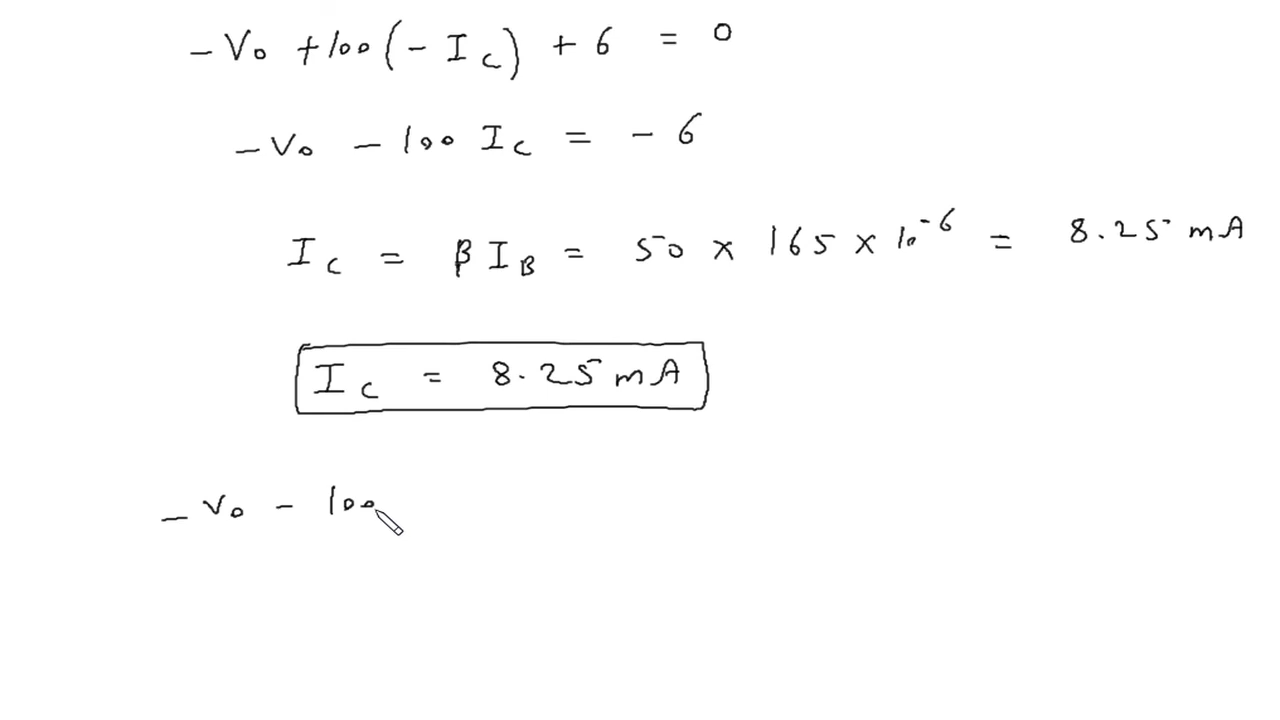 -V₀ +100(-I_C) + 6 = 0
-V₀ - 100 I_C = - 6
I_C = β I_B = 50 × 165 × 10⁻⁶ = 8.25 mA
I_C = 8.25 mA
-V₀ - 100